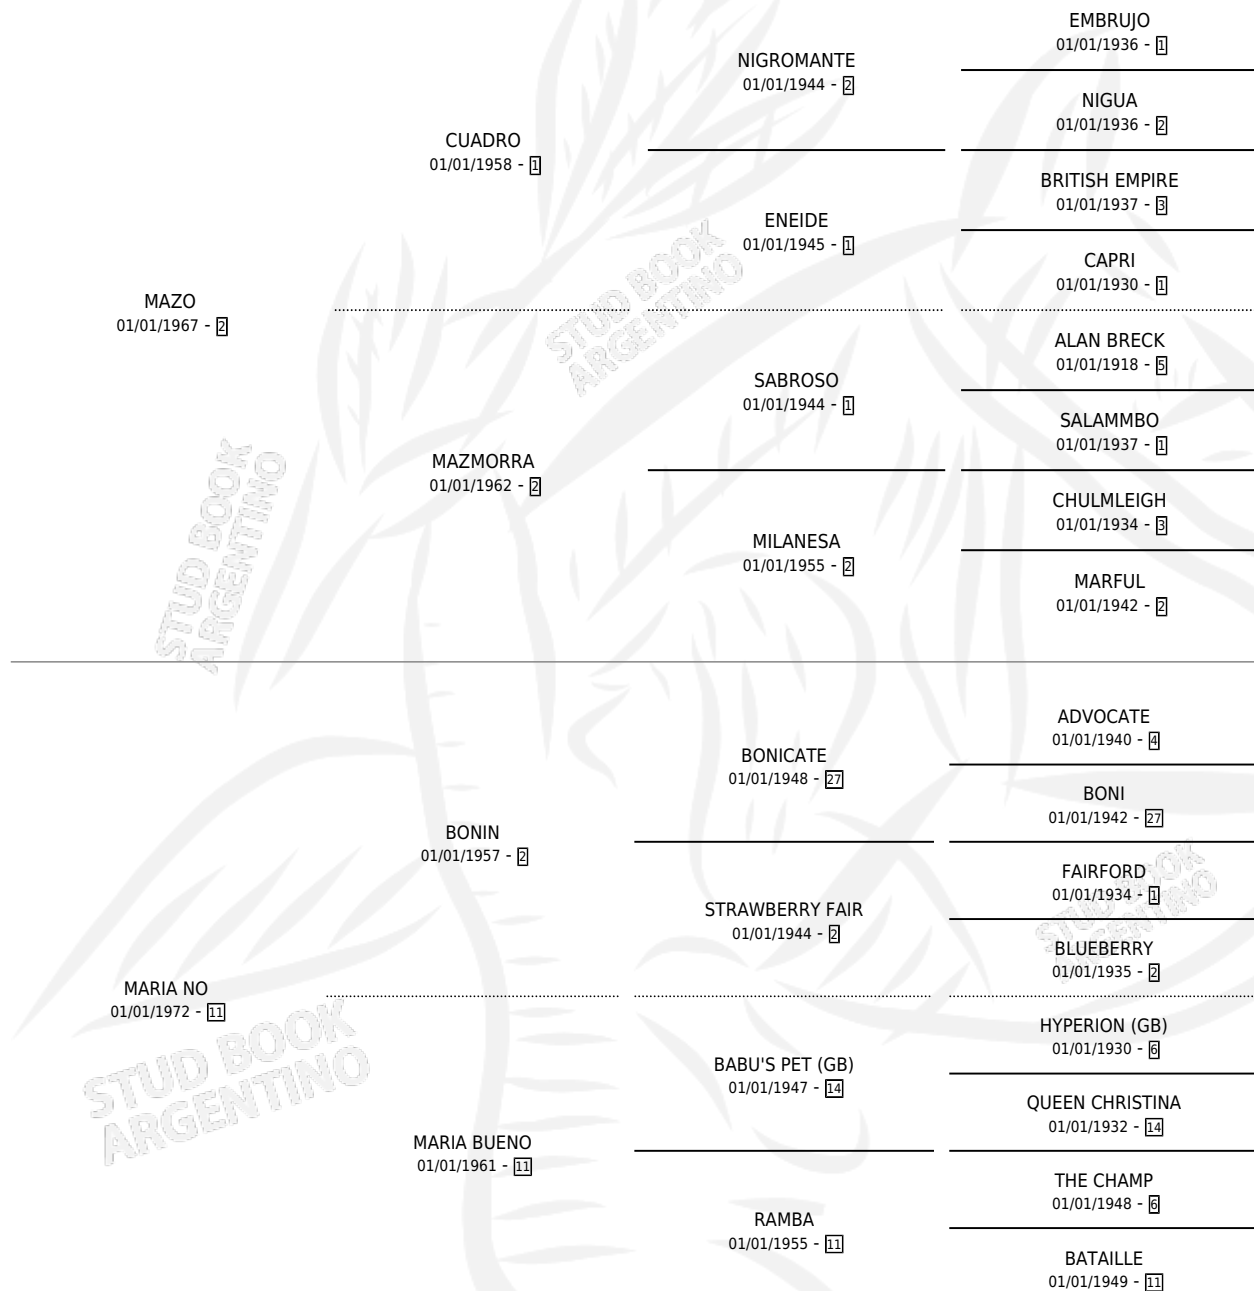 EMBRUJO
01/01/1936 - 1
NIGROMANTE
01/01/1944 - 2
NIGUA
01/01/1936 - 2
CUADRO
01/01/1958 - 1
BRITISH EMPIRE
01/01/1937 - 3
ENEIDE
01/01/1945 - 1
CAPRI
01/01/1930 - 1
MAZO
01/01/1967 - 2
ALAN BRECK
01/01/1918 - 5
SABROSO
01/01/1944 - 1
SALAMMBO
01/01/1937 - 1
MAZMORRA
01/01/1962 - 2
CHULMLEIGH
01/01/1934 - 3
MILANESA
01/01/1955 - 2
MARFUL
01/01/1942 - 2
ADVOCATE
01/01/1940 - 4
BONICATE
01/01/1948 - 27
BONI
01/01/1942 - 27
BONIN
01/01/1957 - 2
FAIRFORD
01/01/1934 - 1
STRAWBERRY FAIR
01/01/1944 - 2
BLUEBERRY
01/01/1935 - 2
MARIA NO
01/01/1972 - 11
HYPERION (GB)
01/01/1930 - 6
BABU'S PET (GB)
01/01/1947 - 14
QUEEN CHRISTINA
01/01/1932 - 14
MARIA BUENO
01/01/1961 - 11
THE CHAMP
01/01/1948 - 6
RAMBA
01/01/1955 - 11
BATAILLE
01/01/1949 - 11
STUD BOOK
ARGENTINO
STUD BOOK
ARGENTINO
STUD BOOK
ARGENTINO
STUD BOOK
ARGENTINO